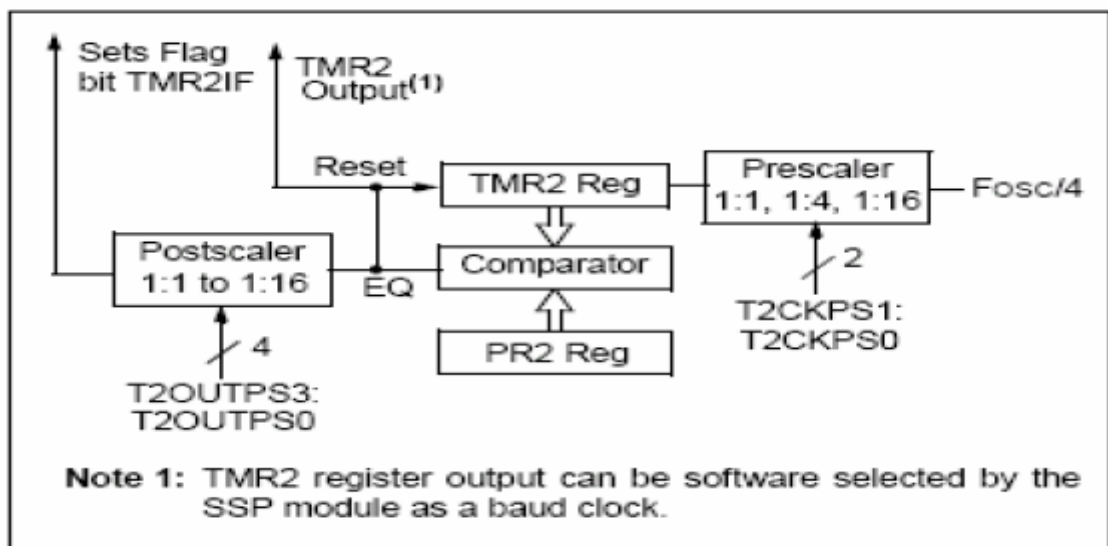 Sets Flag
bit TMR2IF
TMR2
Output(1)
Reset
TMR2 Reg
Prescaler
1:1, 1:4, 1:16
Fosc/4
Postscaler
1:1 to 1:16
EQ
Comparator
2
T2CKPS1:
T2CKPS0
PR2 Reg
4
T2OUTPS3:
T2OUTPS0
Note 1: TMR2 register output can be software selected by the
SSP module as a baud clock.